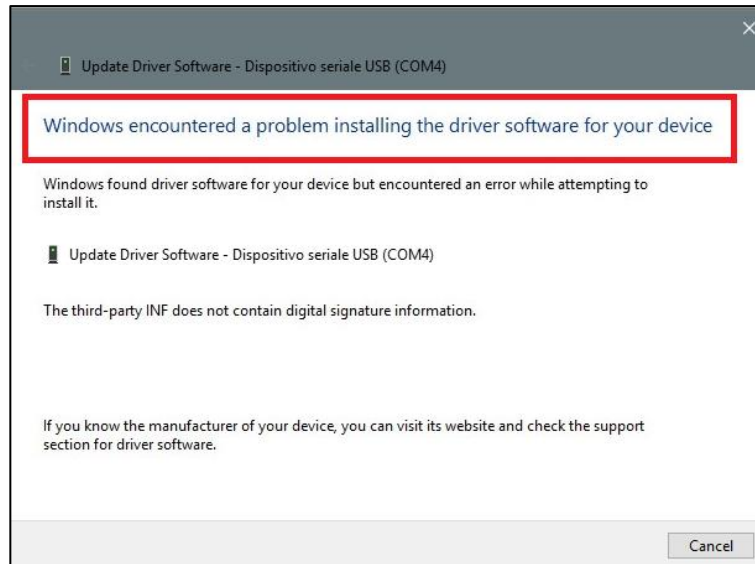 Update Driver Software - Dispositivo seriale USB (COM4)
Windows encountered a problem installing the driver software for your device
Windows found driver software for your device but encountered an error while attempting to
install it.
Update Driver Software - Dispositivo seriale USB (COM4)
The third-party INF does not contain digital signature information.
If you know the manufacturer of your device, you can visit its website and check the support
section for driver software.
Cancel